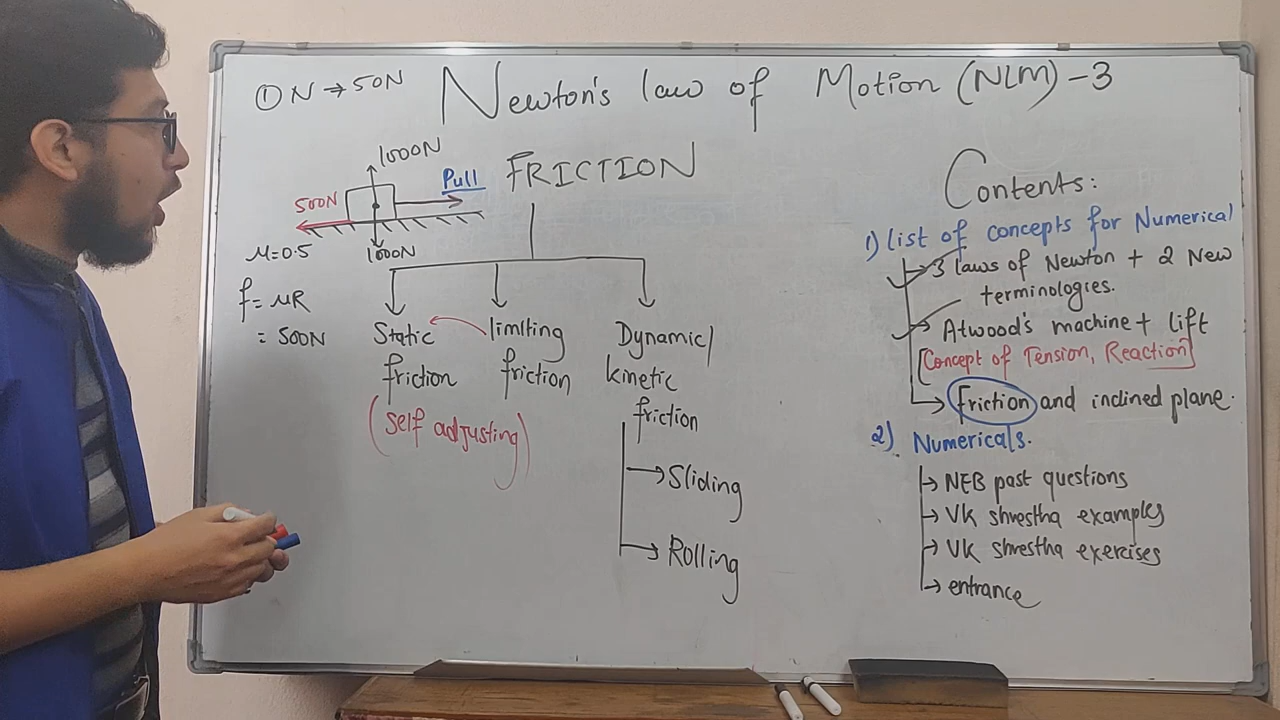 ① N → 50N
Newton's law of Motion (NLM) - 3
1000N
Pull
500N
1000N
μ=0.5
f = μR
= 500N
FRICTION
Static friction
(Self adjusting)
limiting friction
Dynamic/ kinetic friction
→ Sliding
→ Rolling
Contents:
1) list of concepts for Numerical
→ 3 laws of Newton + 2 New
terminologies.
→ Atwood's machine + lift
[Concept of Tension, Reaction]
→ friction and inclined plane.
2) Numericals.
→ NEB past questions
→ VK shrestha examples
→ VK shrestha exercises
→ entrance